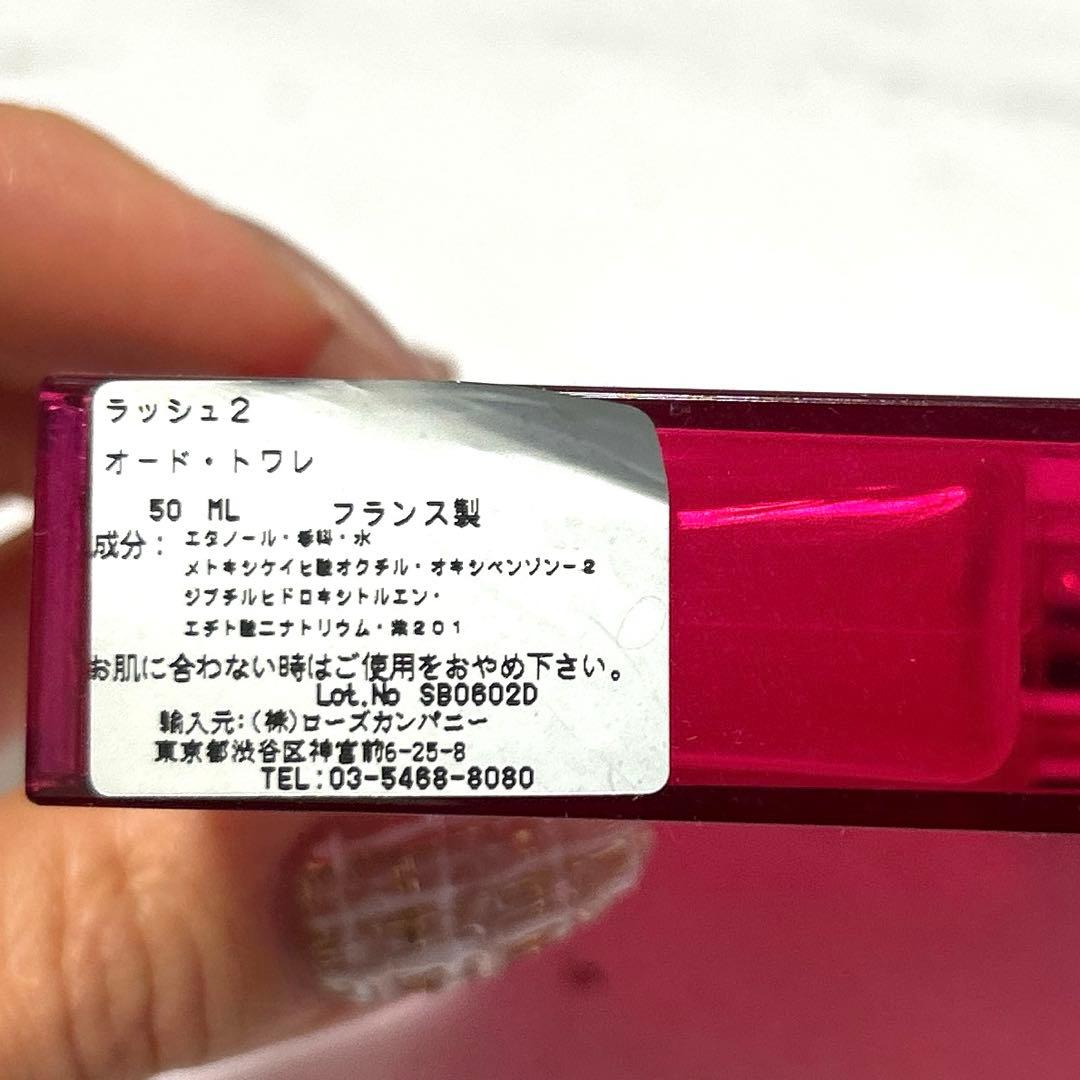 ラッシュ2
オード・トワレ
50 ML フランス製
成分: エタノール・香料・水
メトキシケイヒ酸オクチル・オキシベンゾン-2
ジブチルヒドロキシトルエン・
エチト酸ニナトリウム・紫201
お肌に合わない時はご使用をおやめ下さい。
Lot.No SB0602D
輸入元:(株)ローズカンパニー
東京都渋谷区神宮前6-25-8
TEL:03-5468-8080